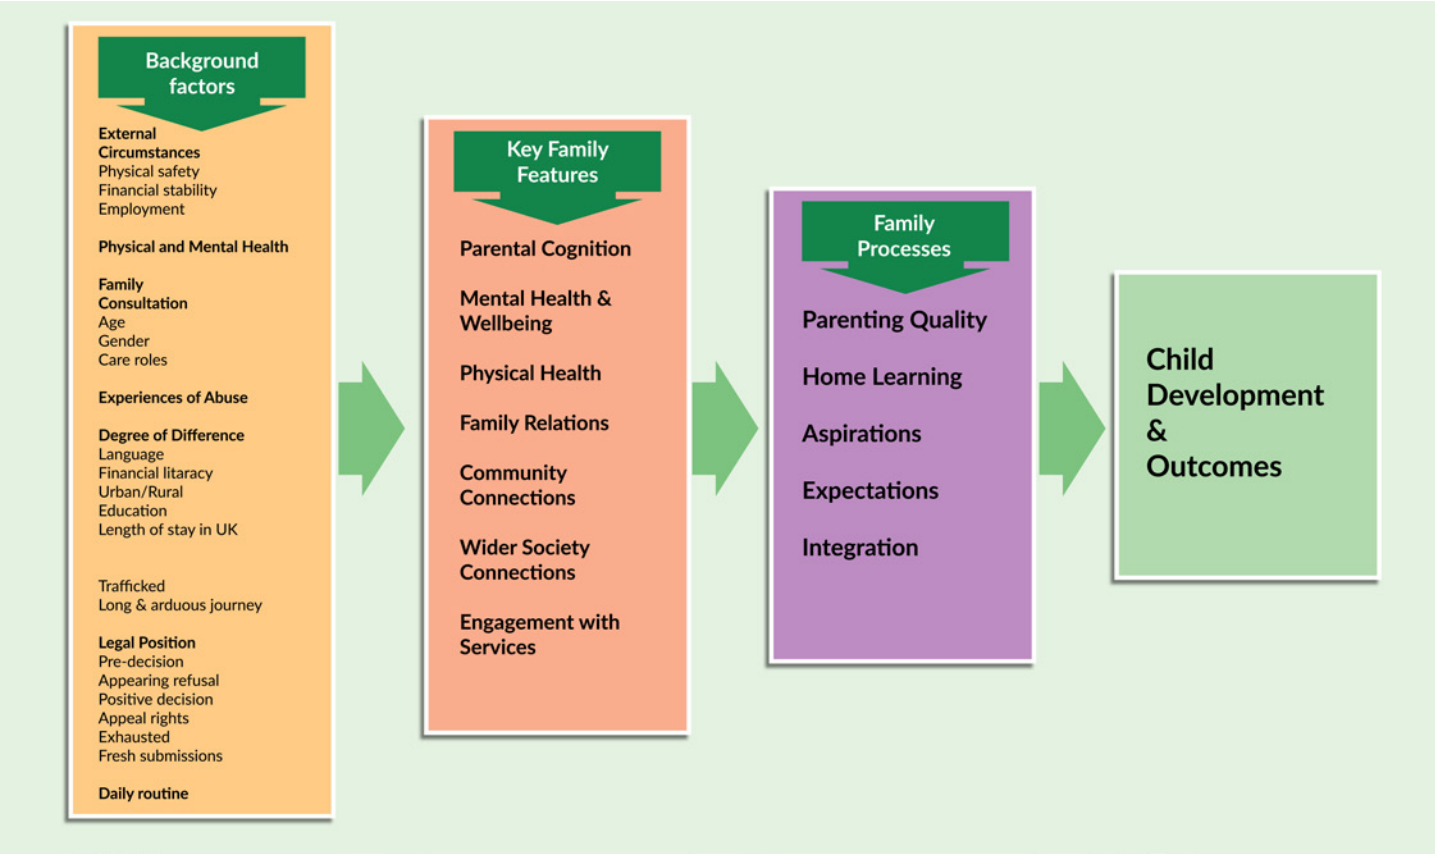 Background
factors
External
Circumstances
Physical safety
Financial stability
Employment
Physical and Mental Health
Family
Consultation
Age
Gender
Care roles
Experiences of Abuse
Degree of Difference
Language
Financial litaracy
Urban/Rural
Education
Length of stay in UK
Trafficked
Long & arduous journey
Legal Position
Pre-decision
Appearing refusal
Positive decision
Appeal rights
Exhausted
Fresh submissions
Daily routine
Key Family
Features
Parental Cognition
Mental Health &
Wellbeing
Physical Health
Family Relations
Community
Connections
Wider Society
Connections
Engagement with
Services
Family
Processes
Parenting Quality
Home Learning
Aspirations
Expectations
Integration
Child
Development
&
Outcomes